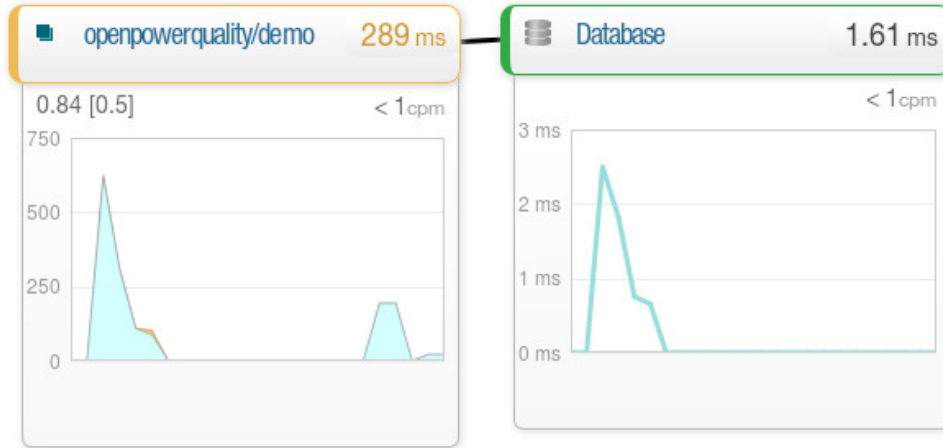 openpowerquality/demo 289 ms
0.84 [0.5] < 1cpm
750
500
250
0
Database 1.61 ms
< 1cpm
3 ms
2 ms
1 ms
0 ms